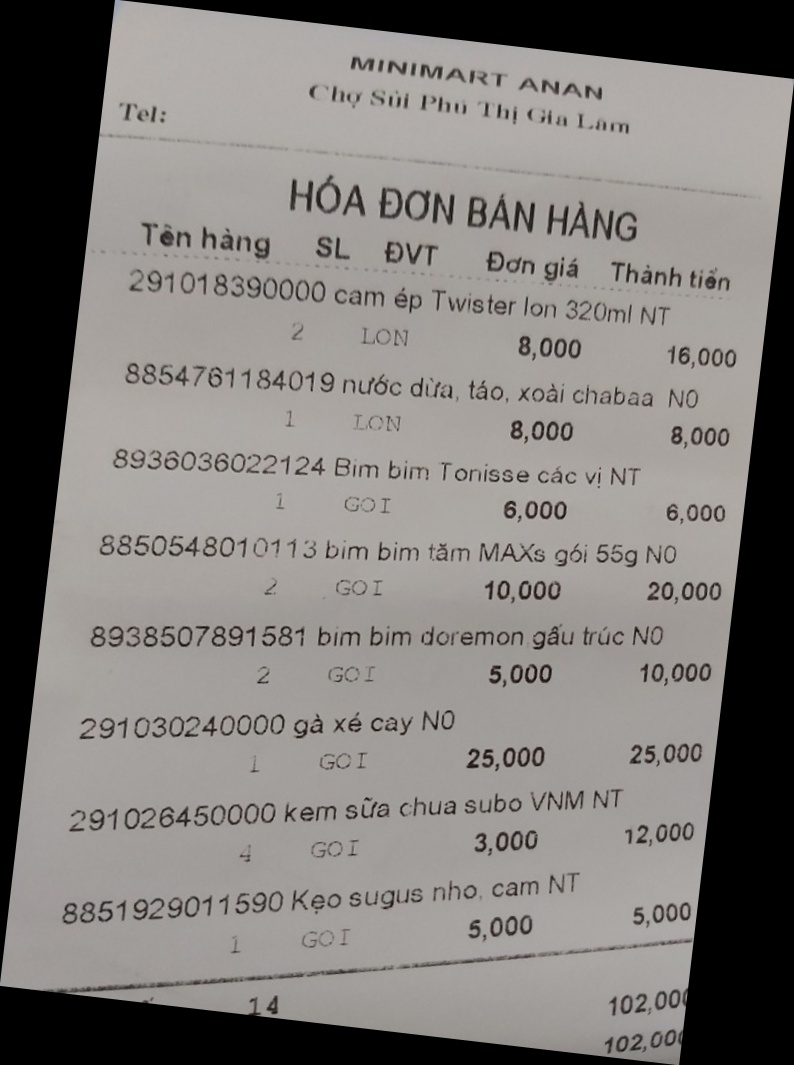 MINIMART ANAN
Chợ Sủi Phú Thị Gia Lâm
Tel:
HÓA ĐƠN BÁN HÀNG
Tên hàng SL ĐVT Đơn giá Thành tiền
291018390000 cam ép Twister lon 320ml NT
2 LON 8,000 16,000
8854761184019 nước dừa, táo, xoài chabaa N0
1 LON 8,000 8,000
8936036022124 Bim bim Tonisse các vị NT
1 GOI 6,000 6,000
8850548010113 bim bim tăm MAXs gói 55g N0
2 GOI 10,000 20,000
8938507891581 bim bim doremon gấu trúc N0
2 GOI 5,000 10,000
291030240000 gà xé cay N0
1 GOI 25,000 25,000
291026450000 kem sữa chua subo VNM NT
4 GOI 3,000 12,000
8851929011590 Kẹo sugus nho, cam NT
1 GOI 5,000 5,000
14 102,000
102,000